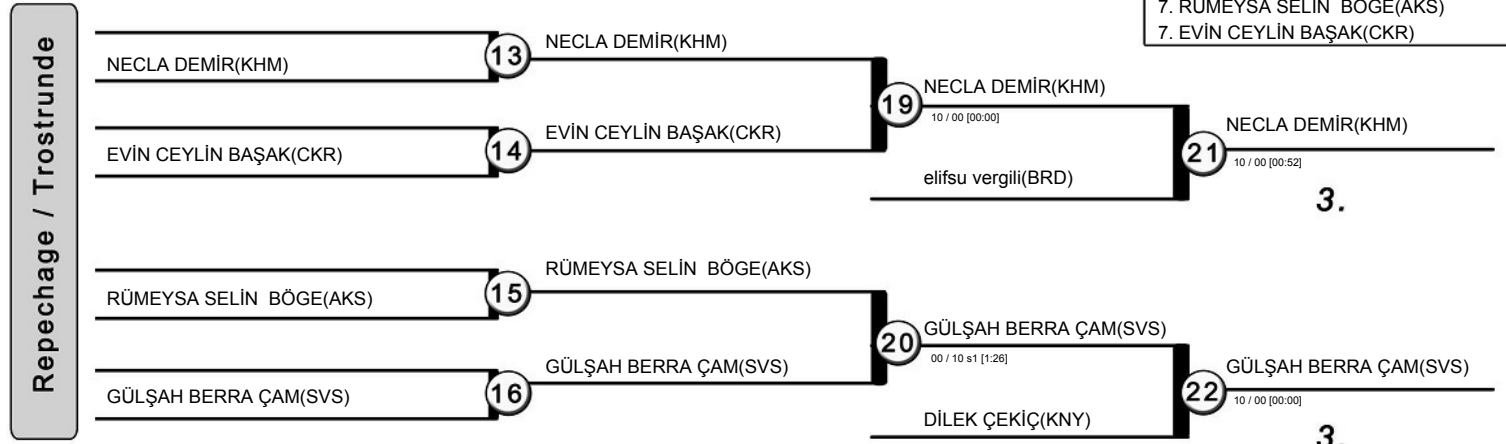 7. RÜMEYSA SELİN  BÖGE(AKS)
7. EVİN CEYLİN BAŞAK(CKR)
Repechage / Trostrunde
NECLA DEMİR(KHM)
13
NECLA DEMİR(KHM)
EVİN CEYLİN BAŞAK(CKR)
14
EVİN CEYLİN BAŞAK(CKR)
19
NECLA DEMİR(KHM)
10 / 00 [00:00]
elifsu vergili(BRD)
21
NECLA DEMİR(KHM)
10 / 00 [00:52]
3.
RÜMEYSA SELİN  BÖGE(AKS)
15
RÜMEYSA SELİN  BÖGE(AKS)
GÜLŞAH BERRA ÇAM(SVS)
16
GÜLŞAH BERRA ÇAM(SVS)
20
GÜLŞAH BERRA ÇAM(SVS)
00 / 10 s1 [1:26]
DİLEK ÇEKİÇ(KNY)
22
GÜLŞAH BERRA ÇAM(SVS)
10 / 00 [00:00]
3.